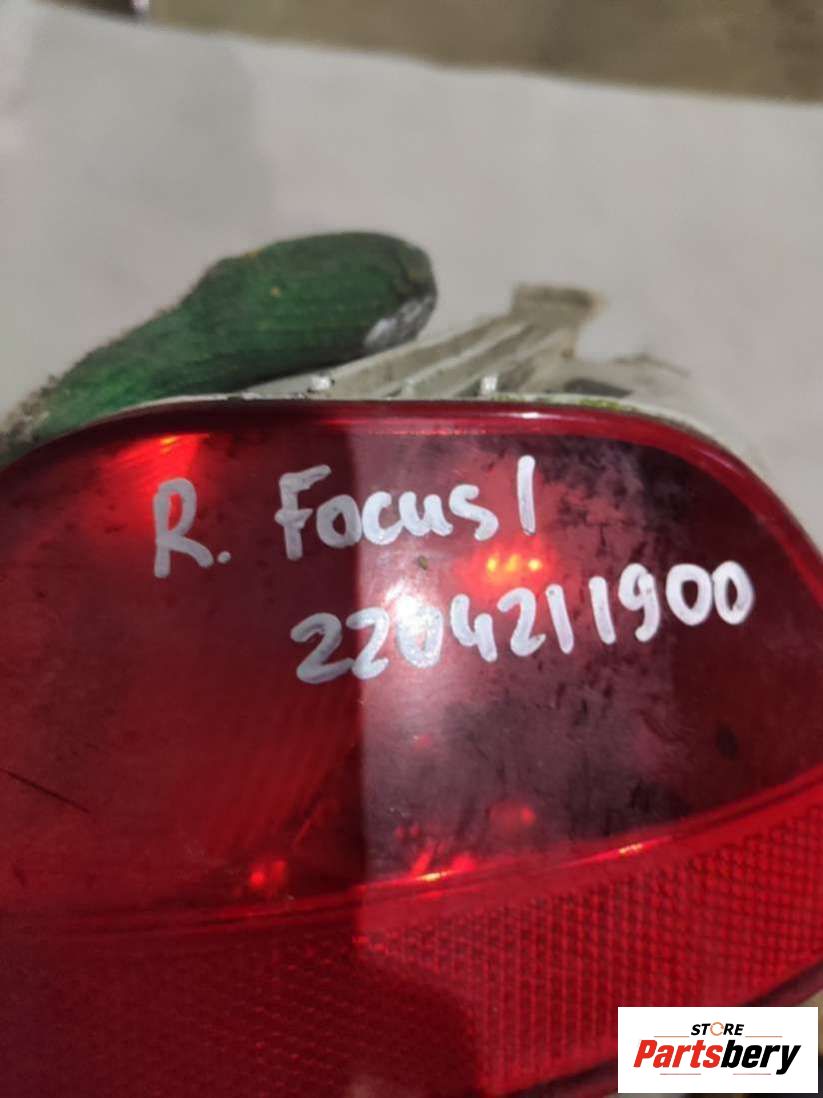 R. Focus 1
2204211900
STORE
Partsbery